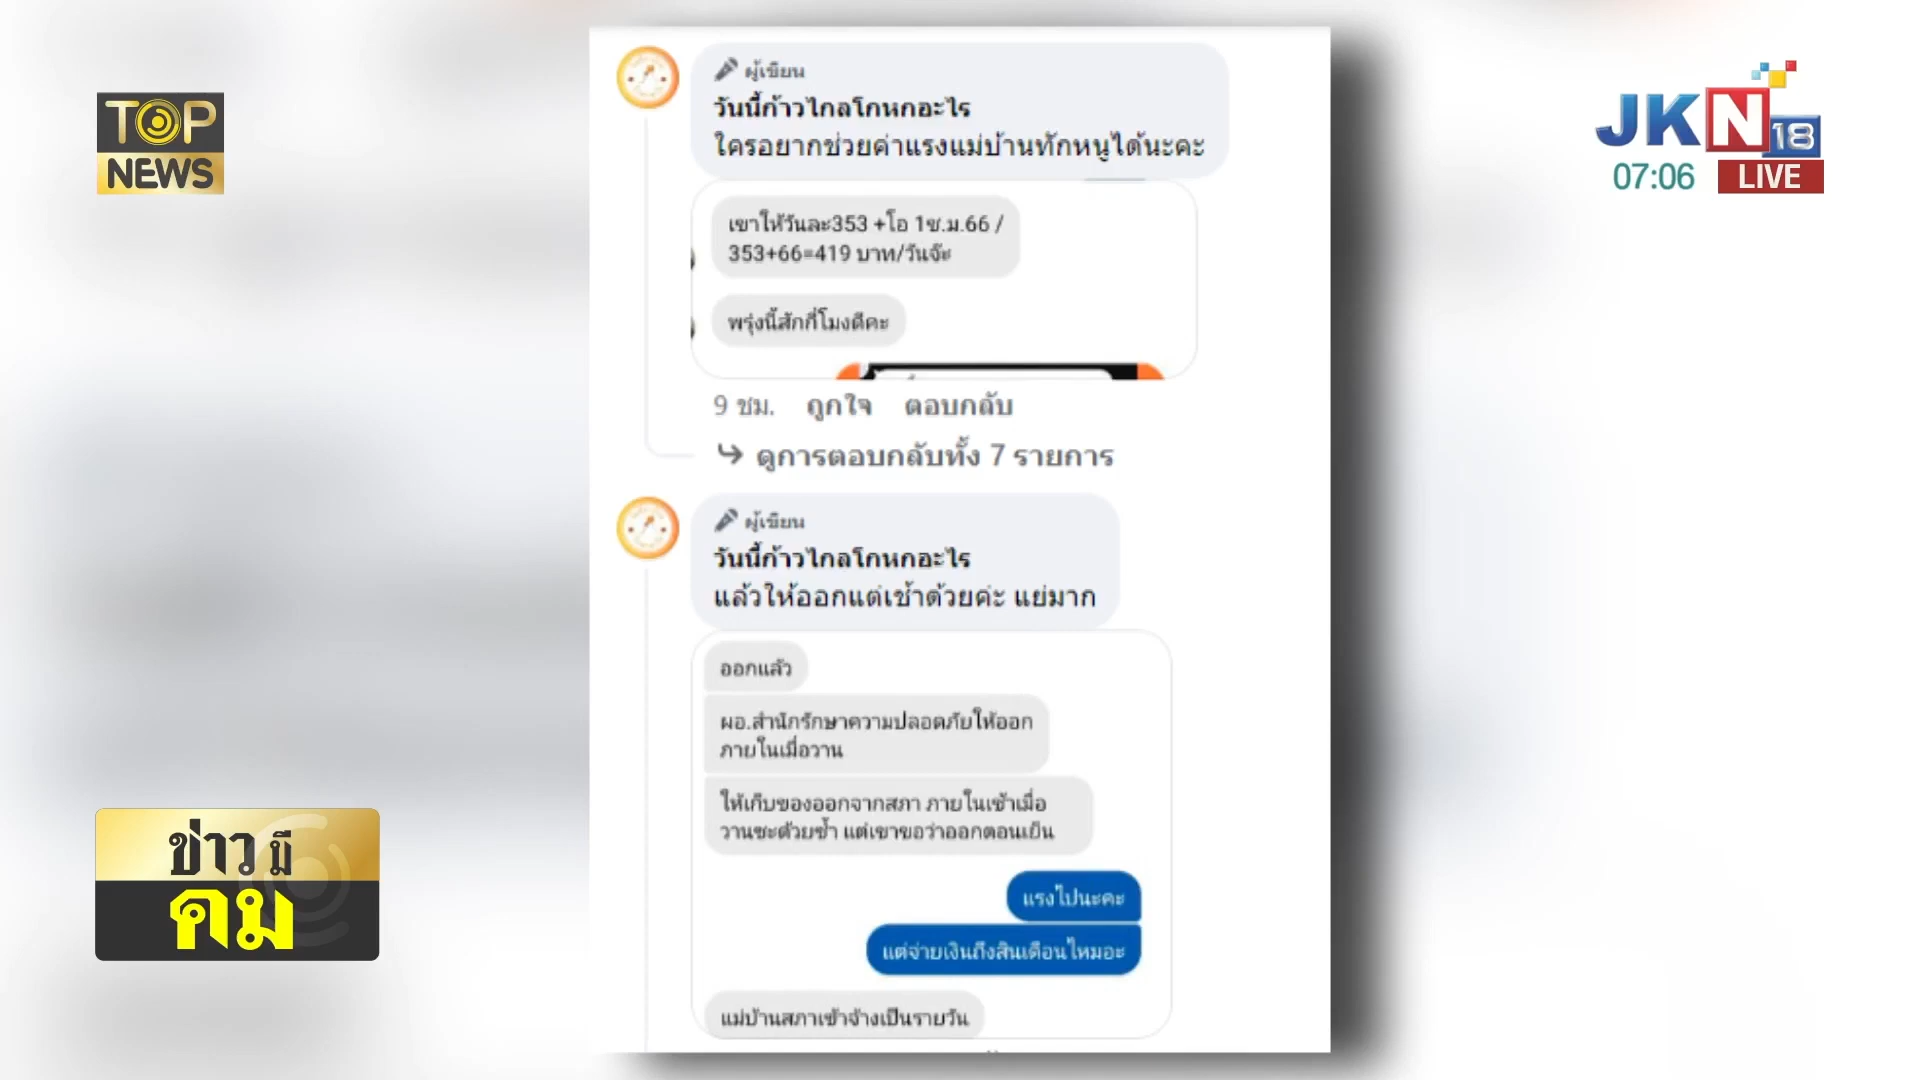 TOP
NEWS
JKN18
07:06
LIVE
ผู้เขียน
วันนี้ก้าวไกลโกหกอะไร
ใครอยากช่วยค่าแรงแม่บ้านทักหนูได้นะคะ
เขาให้วันละ353 +โอ 1ช.ม.66 /
353+66=419 บาท/วันจ๊ะ
พรุ่งนี้สักกี่โมงดีคะ
9 ชม. ถูกใจ ตอบกลับ
ดูการตอบกลับทั้ง 7 รายการ
ผู้เขียน
วันนี้ก้าวไกลโกหกอะไร
แล้วให้ออกแต่เช้าด้วยค่ะ แย่มาก
ออกแล้ว
ผอ.สำนักรักษาความปลอดภัยให้ออก
ภายในเมื่อวาน
ให้เก็บของออกจากสภา ภายในเช้าเมื่อ
วานซะด้วยซ้ำ แต่เขาขอว่าออกตอนเย็น
แรงไปนะคะ
แต่จ่ายเงินถึงสินเดือนไหมอะ
แม่บ้านสภาเข้าจ้างเป็นรายวัน
ข่าวมี
คม